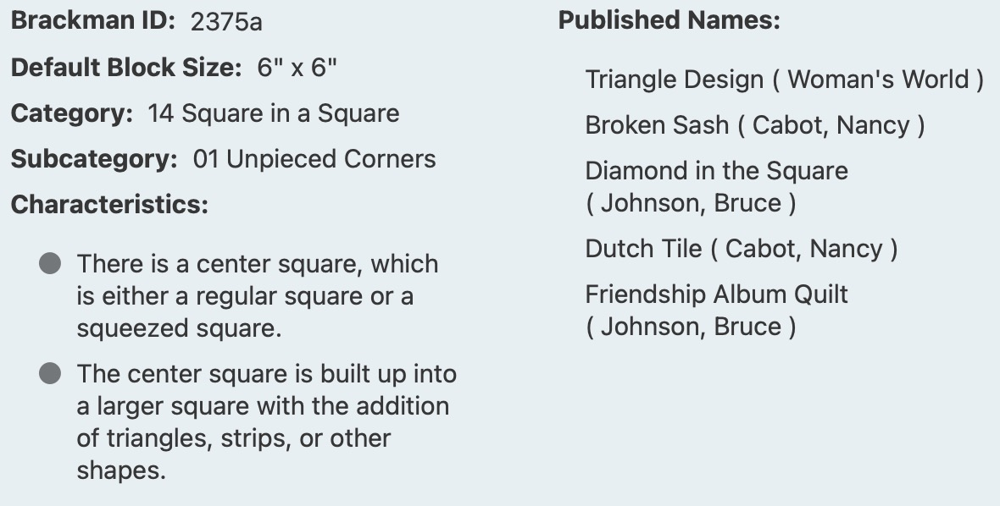 Brackman ID: 2375a
Default Block Size: 6" x 6"
Category: 14 Square in a Square
Subcategory: 01 Unpieced Corners
Characteristics:
There is a center square, which
is either a regular square or a
squeezed square.
The center square is built up into
a larger square with the addition
of triangles, strips, or other
shapes.
Published Names:
Triangle Design ( Woman's World )
Broken Sash ( Cabot, Nancy )
Diamond in the Square
( Johnson, Bruce )
Dutch Tile ( Cabot, Nancy )
Friendship Album Quilt
( Johnson, Bruce )